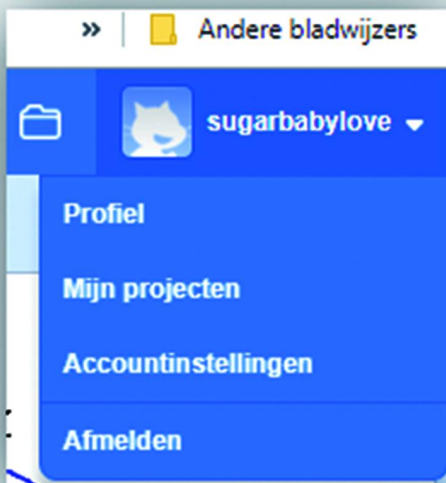 » Andere bladwijzers
sugarbabylove
Profiel
Mijn projecten
Accountinstellingen
Afmelden